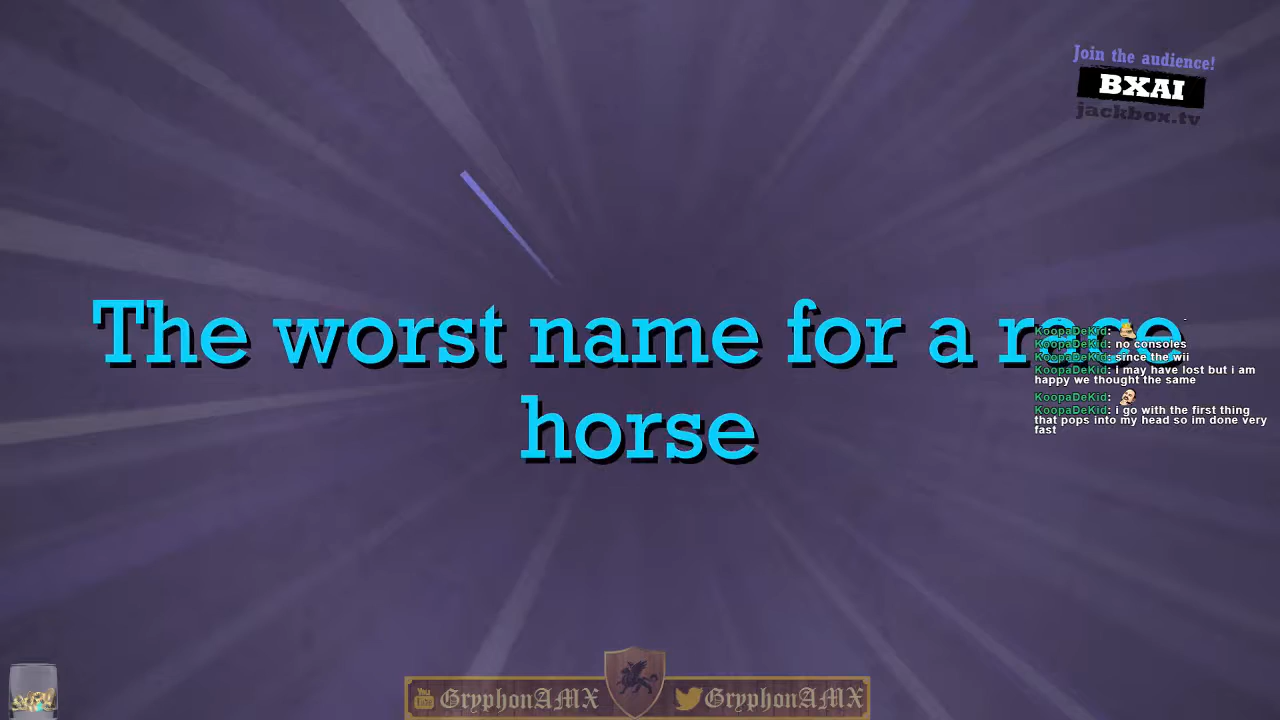 Join the audience!
BXAI
jackbox.tv
The worst name for a race
horse
KoopaDeKid:
KoopaDeKid: no consoles
KoopaDeKid: since the wii
KoopaDeKid: i may have lost but i am
happy we thought the same
KoopaDeKid:
KoopaDeKid: i go with the first thing
that pops into my head so im done very
fast
You Tube GryphonAMX
GryphonAMX